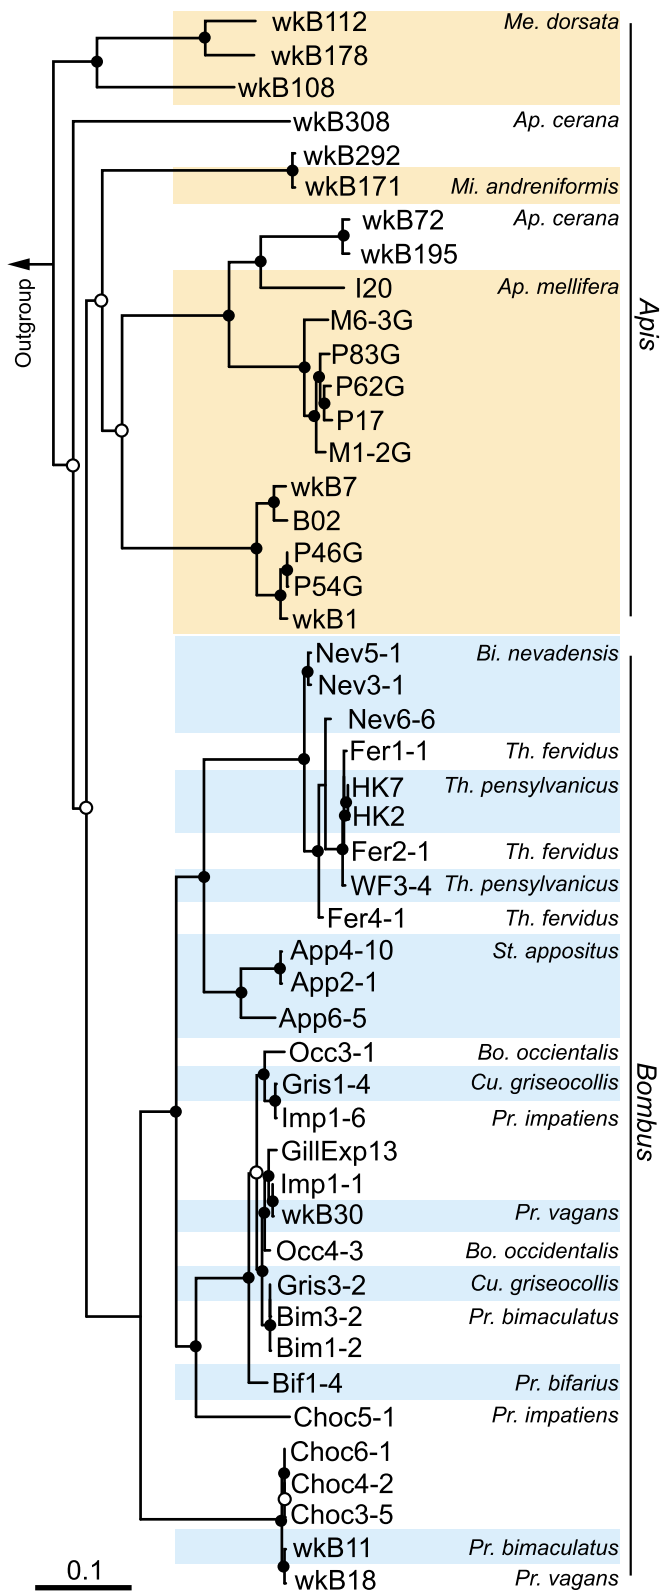 wkB112 Me. dorsata
wkB178
wkB108
wkB308 Ap. cerana
wkB292
wkB171 Mi. andreniformis
wkB72 Ap. cerana
wkB195
I20 Ap. mellifera
M6-3G
P83G
P62G
P17
M1-2G
wkB7
B02
P46G
P54G
wkB1
Outgroup
Apis
Nev5-1 Bi. nevadensis
Nev3-1
Nev6-6
Fer1-1 Th. fervidus
HK7 Th. pensylvanicus
HK2
Fer2-1 Th. fervidus
WF3-4 Th. pensylvanicus
Fer4-1 Th. fervidus
App4-10 St. appositus
App2-1
App6-5
Occ3-1 Bo. occientalis
Gris1-4 Cu. griseocollis
Imp1-6 Pr. impatiens
GillExp13
Imp1-1
wkB30 Pr. vagans
Occ4-3 Bo. occidentalis
Gris3-2 Cu. griseocollis
Bim3-2 Pr. bimaculatus
Bim1-2
Bif1-4 Pr. bifarius
Choc5-1 Pr. impatiens
Choc6-1
Choc4-2
Choc3-5
wkB11 Pr. bimaculatus
wkB18 Pr. vagans
Bombus
0.1